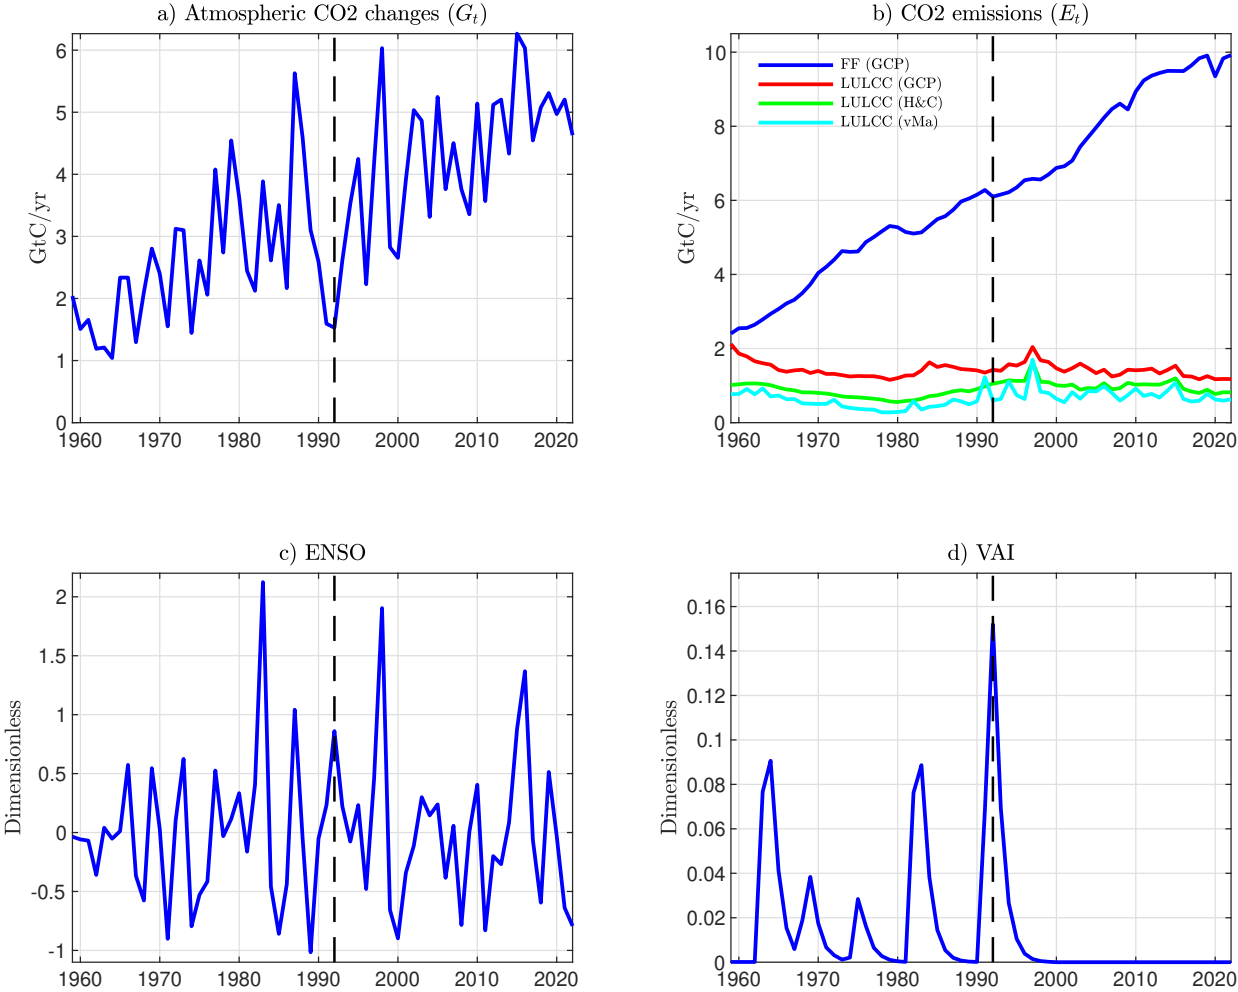 a) Atmospheric CO2 changes (Gt)
GtC/yr
6
5
4
3
2
1
0
1960 1970 1980 1990 2000 2010 2020
b) CO2 emissions (Et)
GtC/yr
10
8
6
4
2
0
FF (GCP)
LULCC (GCP)
LULCC (H&C)
LULCC (vMa)
1960 1970 1980 1990 2000 2010 2020
c) ENSO
Dimensionless
2
1.5
1
0.5
0
-0.5
-1
1960 1970 1980 1990 2000 2010 2020
d) VAI
Dimensionless
0.16
0.14
0.12
0.1
0.08
0.06
0.04
0.02
0
1960 1970 1980 1990 2000 2010 2020